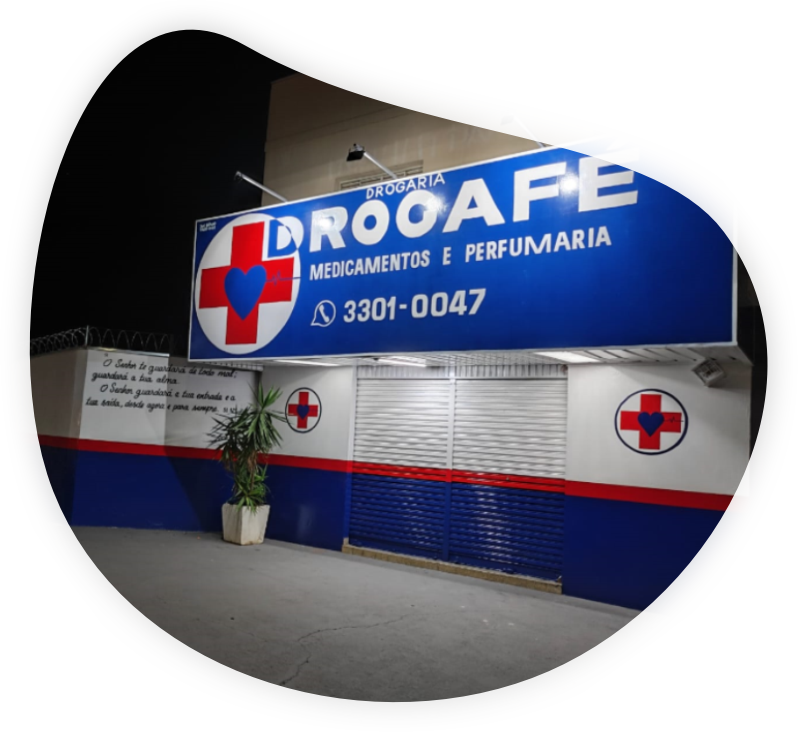 DROGARIA
DROGAFE
MEDICAMENTOS E PERFUMARIA
3301-0047
O Senhor te guardará de todo mal;
guardará a tua alma.
O Senhor guardará a tua entrada e a
tua saída, desde agora e para sempre.